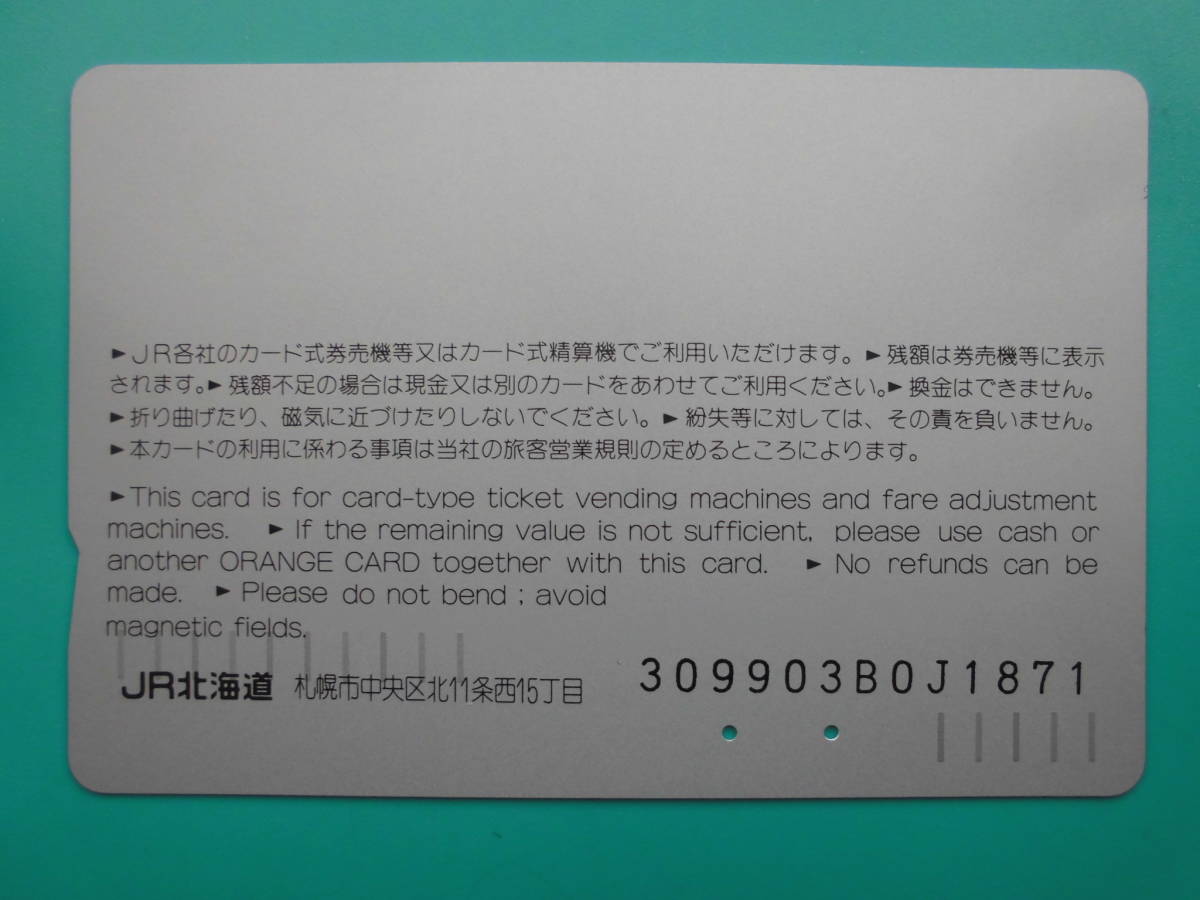 ►JR各社のカード式券売機等又はカード式精算機でご利用いただけます。►残額は券売機等に表示
されます。►残額不足の場合は現金又は別のカードをあわせてご利用ください。►換金はできません。
►折り曲げたり、磁気に近づけたりしないでください。►紛失等に対しては、その責を負いません。
►本カードの利用に係わる事項は当社の旅客営業規則の定めるところによります。
►This card is for card-type ticket vending machines and fare adjustment
machines. ►If the remaining value is not sufficient, please use cash or
another ORANGE CARD together with this card. ►No refunds can be
made. ►Please do not bend ; avoid
magnetic fields.
JR北海道 札幌市中央区北11条西15丁目
309903B0J1871